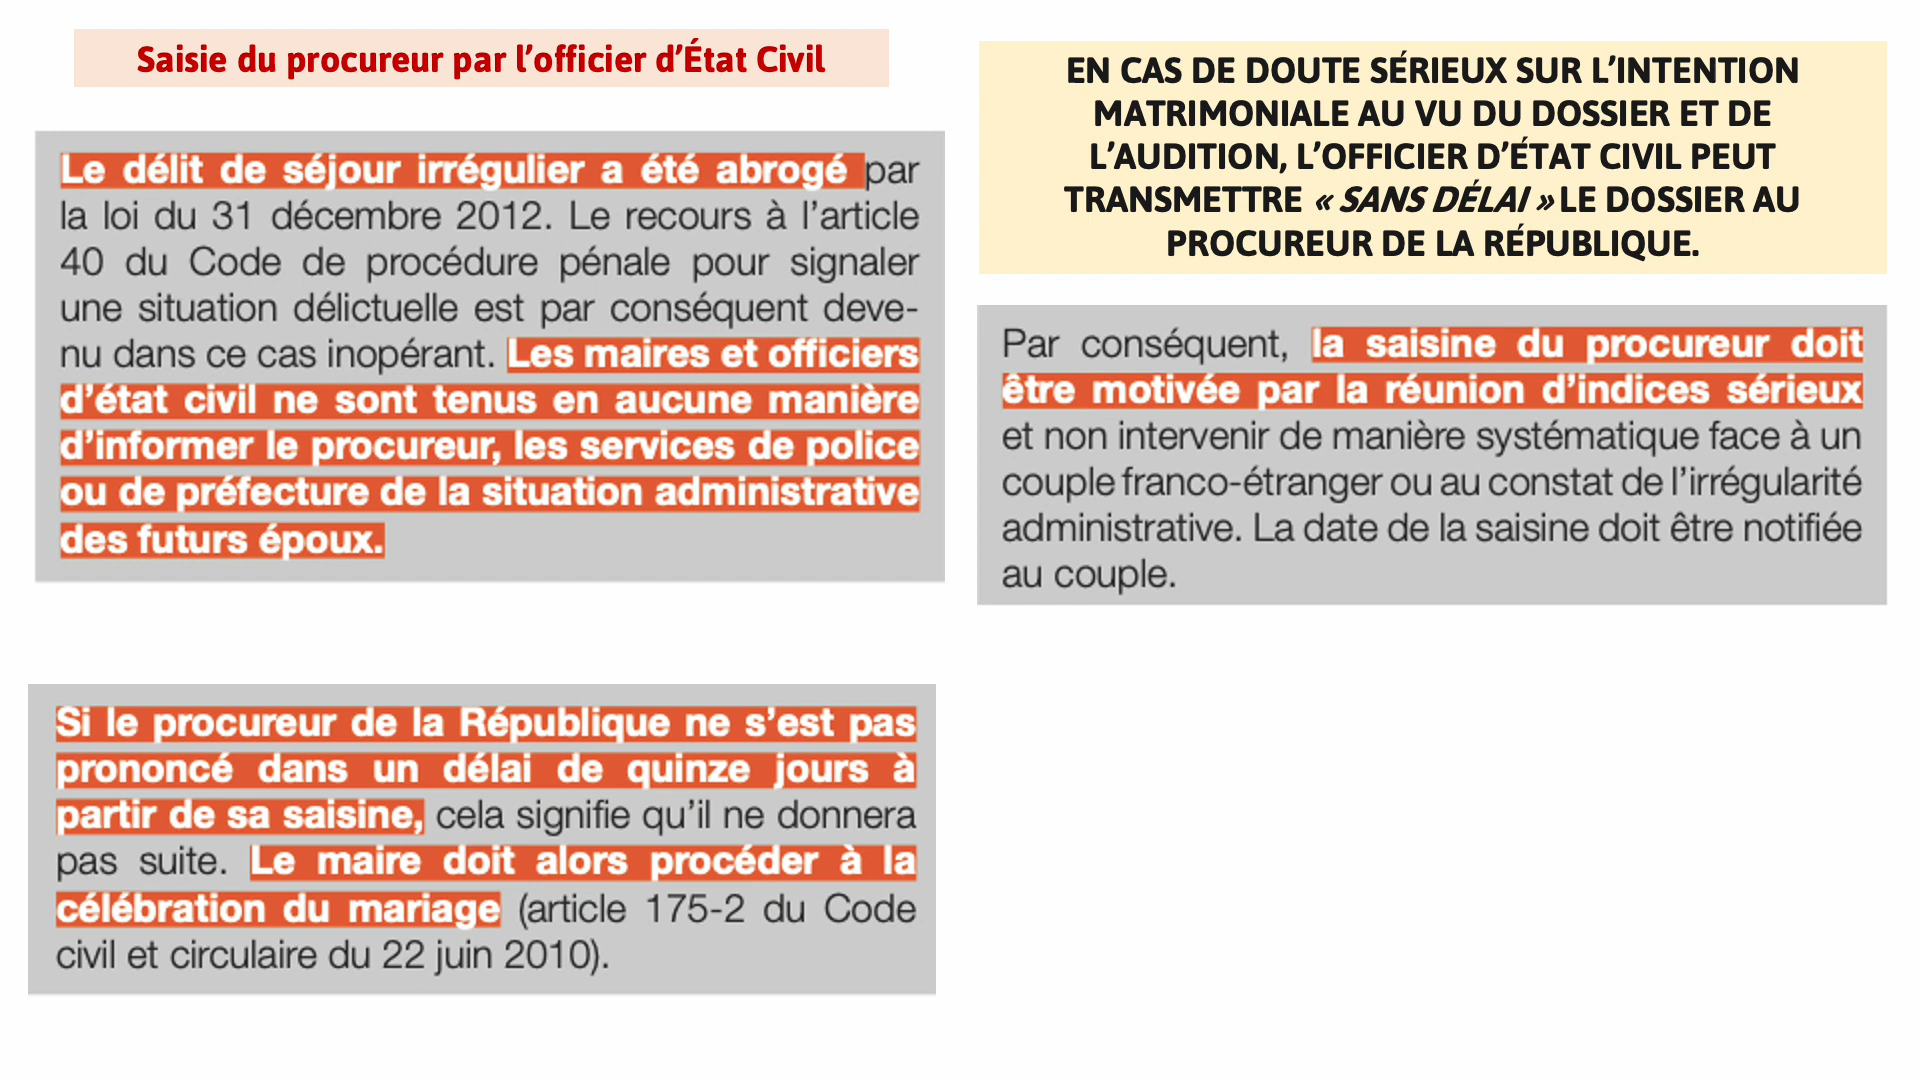 Saisie du procureur par l’officier d’État Civil
Le délit de séjour irrégulier a été abrogé par
la loi du 31 décembre 2012. Le recours à l’article
40 du Code de procédure pénale pour signaler
une situation délictuelle est par conséquent deve-
nu dans ce cas inopérant. Les maires et officiers
d’état civil ne sont tenus en aucune manière
d’informer le procureur, les services de police
ou de préfecture de la situation administrative
des futurs époux.
Si le procureur de la République ne s’est pas
prononcé dans un délai de quinze jours à
partir de sa saisine, cela signifie qu’il ne donnera
pas suite. Le maire doit alors procéder à la
célébration du mariage (article 175-2 du Code
civil et circulaire du 22 juin 2010).
EN CAS DE DOUTE SÉRIEUX SUR L’INTENTION
MATRIMONIALE AU VU DU DOSSIER ET DE
L’AUDITION, L’OFFICIER D’ÉTAT CIVIL PEUT
TRANSMETTRE « SANS DÉLAI » LE DOSSIER AU
PROCUREUR DE LA RÉPUBLIQUE.
Par conséquent, la saisine du procureur doit
être motivée par la réunion d’indices sérieux
et non intervenir de manière systématique face à un
couple franco-étranger ou au constat de l’irrégularité
administrative. La date de la saisine doit être notifiée
au couple.